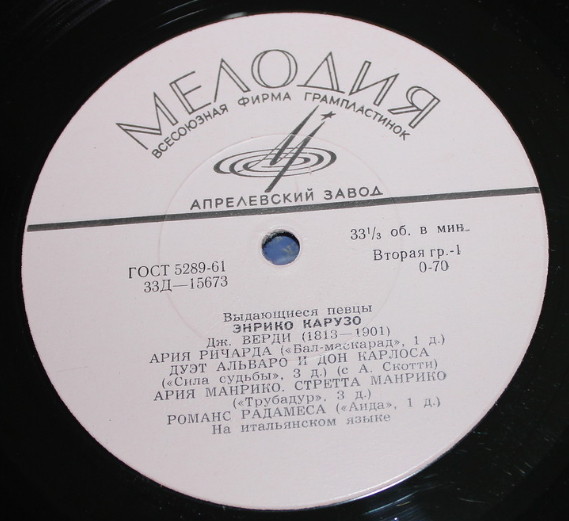 МЕЛОДИЯ
ВСЕСОЮЗНАЯ ФИРМА ГРАМПЛАСТИНОК
АПРЕЛЕВСКИЙ ЗАВОД
ГОСТ 5289-61
33Д—15673
33¹/₃ об. в мин.
Вторая гр.-1
0-70
Выдающиеся певцы
ЭНРИКО КАРУЗО
Дж. ВЕРДИ (1813—1901)
АРИЯ РИЧАРДА («Бал-маскарад», 1 д.)
ДУЭТ АЛЬВАРО И ДОН КАРЛОСА
(«Сила судьбы», 3 д.) (с А. Скотти)
АРИЯ МАНРИКО. СТРЕТТА МАНРИКО
(«Трубадур», 3 д.)
РОМАНС РАДАМЕСА («Аида», 1 д.)
На итальянском языке